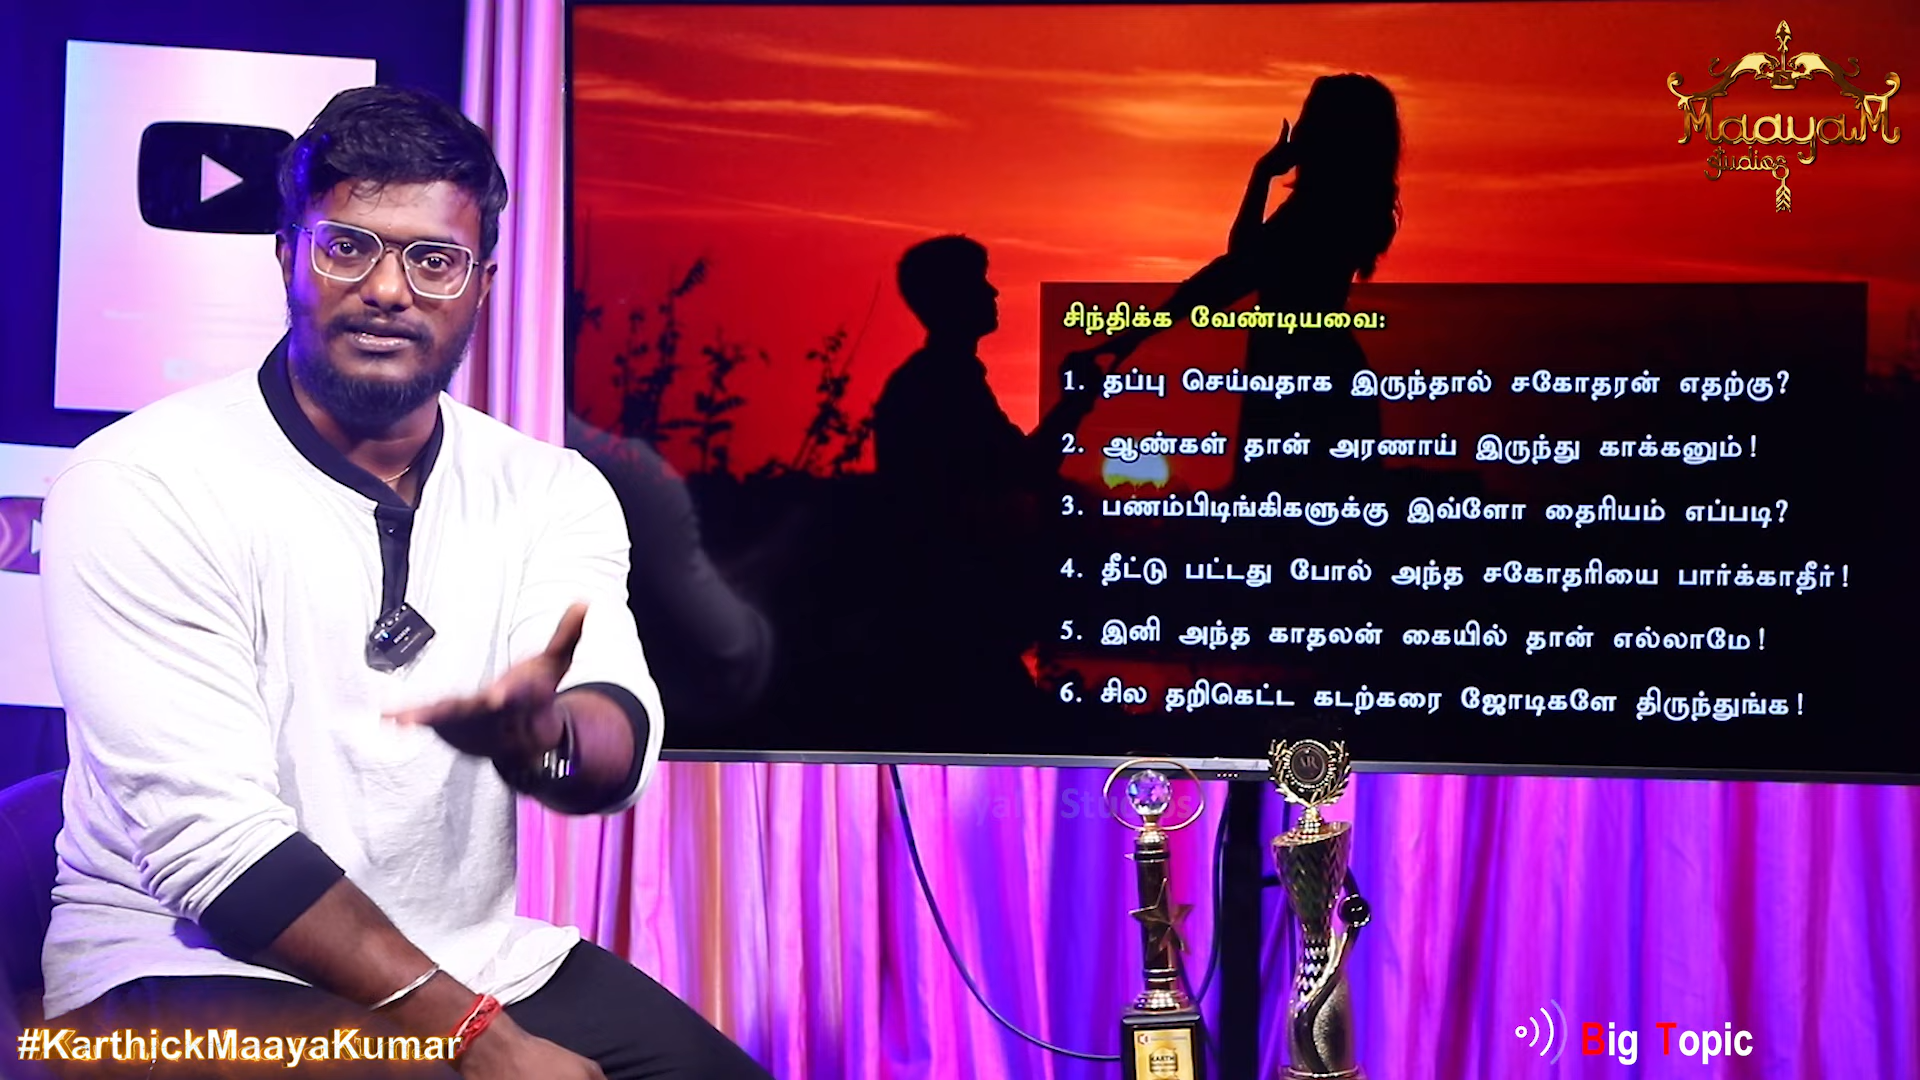 MaayaM
studios
சிந்திக்க வேண்டியவை:
1. தப்பு செய்வதாக இருந்தால் சகோதரன் எதற்கு?
2. ஆண்கள் தான் அரணாய் இருந்து காக்கனும்!
3. பணம்பிடிங்கிகளுக்கு இவ்ளோ தைரியம் எப்படி?
4. தீட்டு பட்டது போல் அந்த சகோதரியை பார்க்காதீர்!
5. இனி அந்த காதலன் கையில் தான் எல்லாமே!
6. சில தறிகெட்ட கடற்கரை ஜோடிகளே திருந்துங்க!
MaayaM Studios
#KarthickMaayaKumar
Big Topic